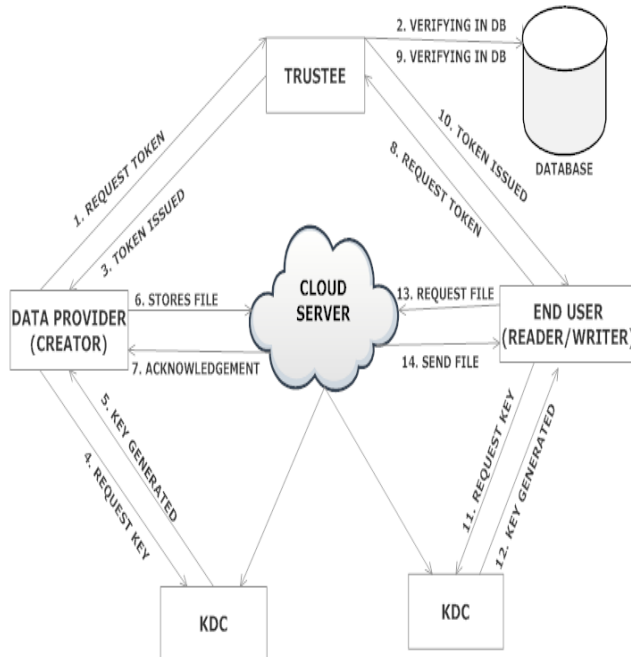 2. VERIFYING IN DB
9. VERIFYING IN DB
TRUSTEE
DATABASE
1. REQUEST TOKEN
3. TOKEN ISSUED
10. TOKEN ISSUED
8. REQUEST TOKEN
DATA PROVIDER
(CREATOR)
6. STORES FILE
7. ACKNOWLEDGEMENT
CLOUD
SERVER
13. REQUEST FILE
14. SEND FILE
END USER
(READER/WRITER)
5. KEY GENERATED
4. REQUEST KEY
11. REQUEST KEY
12. KEY GENERATED
KDC
KDC